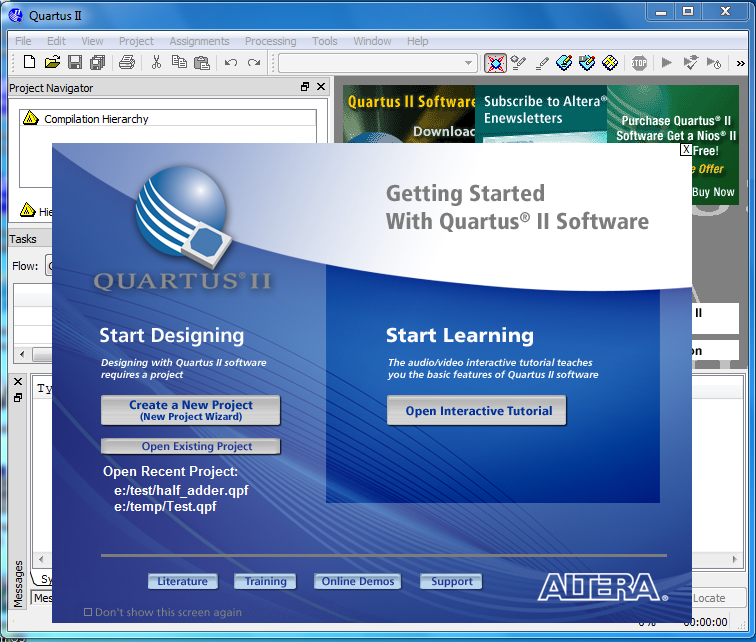 Quartus II
File Edit View Project Assignments Processing Tools Window Help
STOP
»
Project Navigator
Compilation Hierarchy
Quartus II Software
Subscribe to Altera®
Enewsletters
Purchase Quartus® II
Software Get a Nios® II
Free!
Offer
Buy Now
X
Tasks
Flow:
Getting Started
With Quartus® II Software
QUARTUS® II
Start Designing
Designing with Quartus II software
requires a project
Create a New Project
(New Project Wizard)
Open Existing Project
Open Recent Project:
e:/test/half_adder.qpf
e:/temp/Test.qpf
Start Learning
The audio/video interactive tutorial teaches
you the basic features of Quartus II software
Open Interactive Tutorial
II
Literature
Training
Online Demos
Support
ALTERA®
Don't show this screen again
Messages
Locate
0%
00:00:00